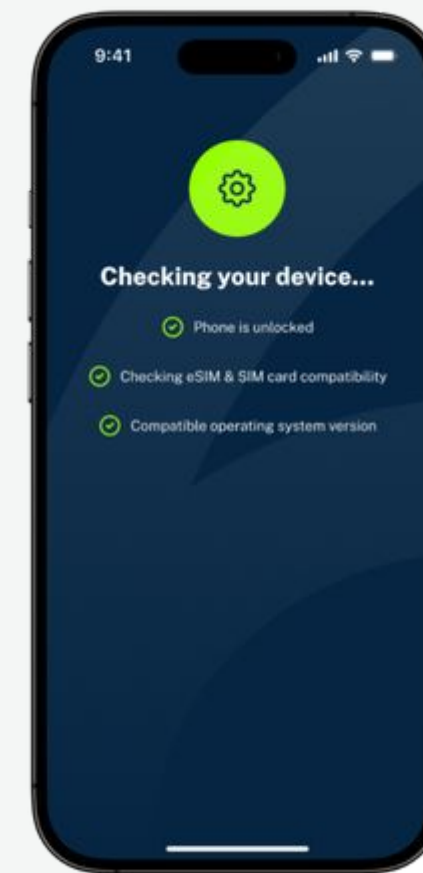 9:41
Checking your device...
Phone is unlocked
Checking eSIM & SIM card compatibility
Compatible operating system version